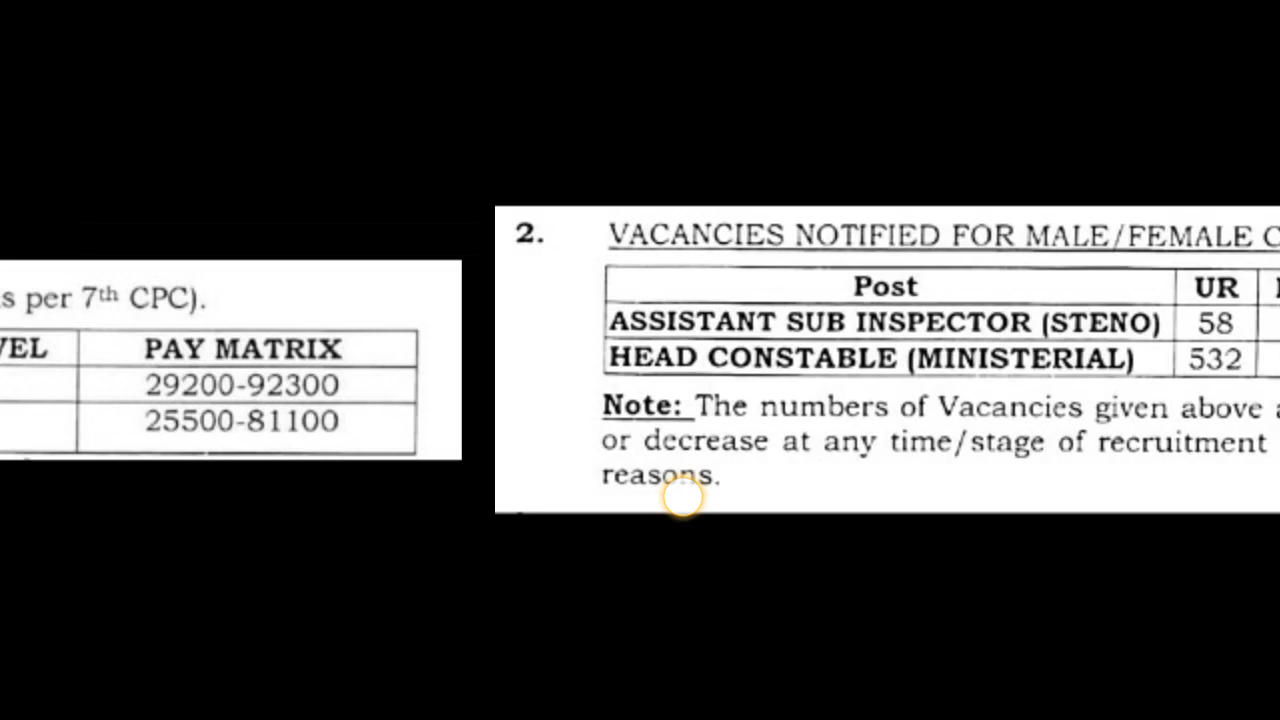 s per 7th CPC).
VEL PAY MATRIX
29200-92300
25500-81100
2. VACANCIES NOTIFIED FOR MALE/FEMALE C
Post UR
ASSISTANT SUB INSPECTOR (STENO) 58
HEAD CONSTABLE (MINISTERIAL) 532
Note: The numbers of Vacancies given above a
or decrease at any time/stage of recruitment
reasons.